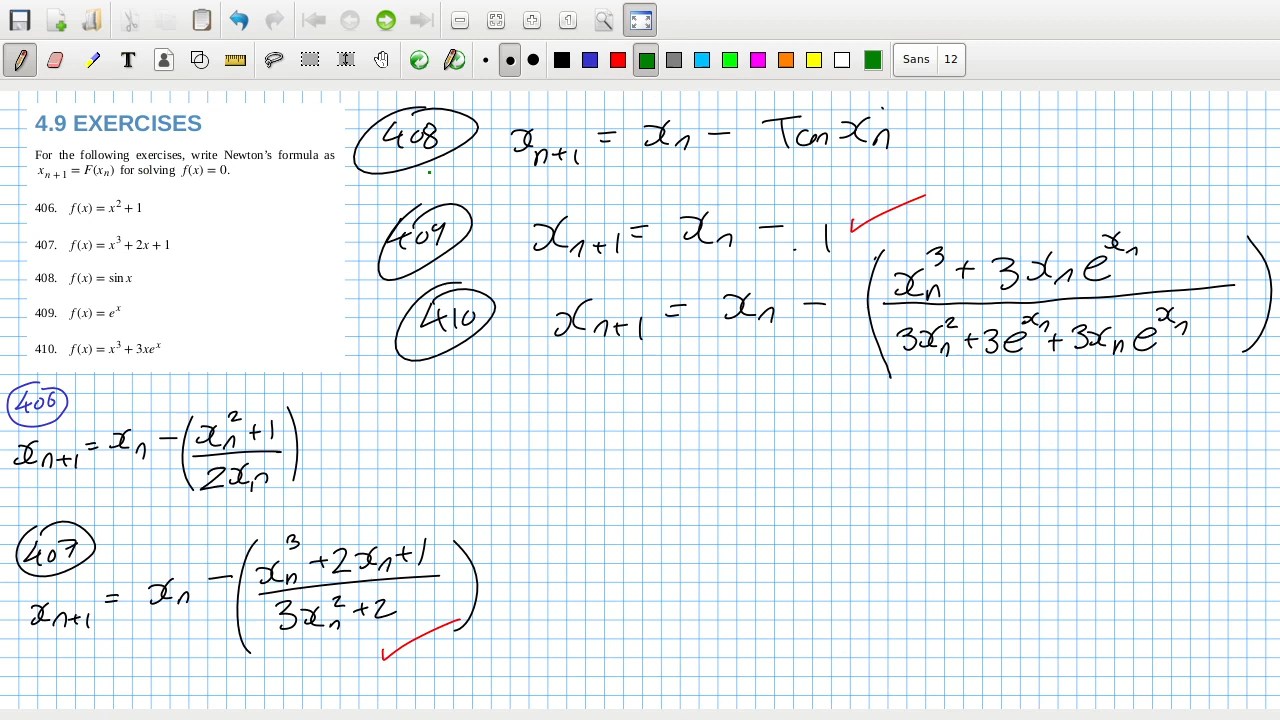 Sans 12
4.9 EXERCISES
For the following exercises, write Newton's formula as
x_{n+1} = F(x_n) for solving f(x) = 0.
406. f(x) = x² + 1
407. f(x) = x³ + 2x + 1
408. f(x) = sin x
409. f(x) = eˣ
410. f(x) = x³ + 3xeˣ
406
x_{n+1} = x_n - ((x_n² + 1)/(2x_n))
407
x_{n+1} = x_n - ((x_n³ + 2x_n + 1)/(3x_n² + 2))
408 x_{n+1} = x_n - Tan x_n
409 x_{n+1} = x_n - 1
410 x_{n+1} = x_n - ((x_n³ + 3x_n e^{x_n})/(3x_n² + 3e^{x_n} + 3x_n e^{x_n}))